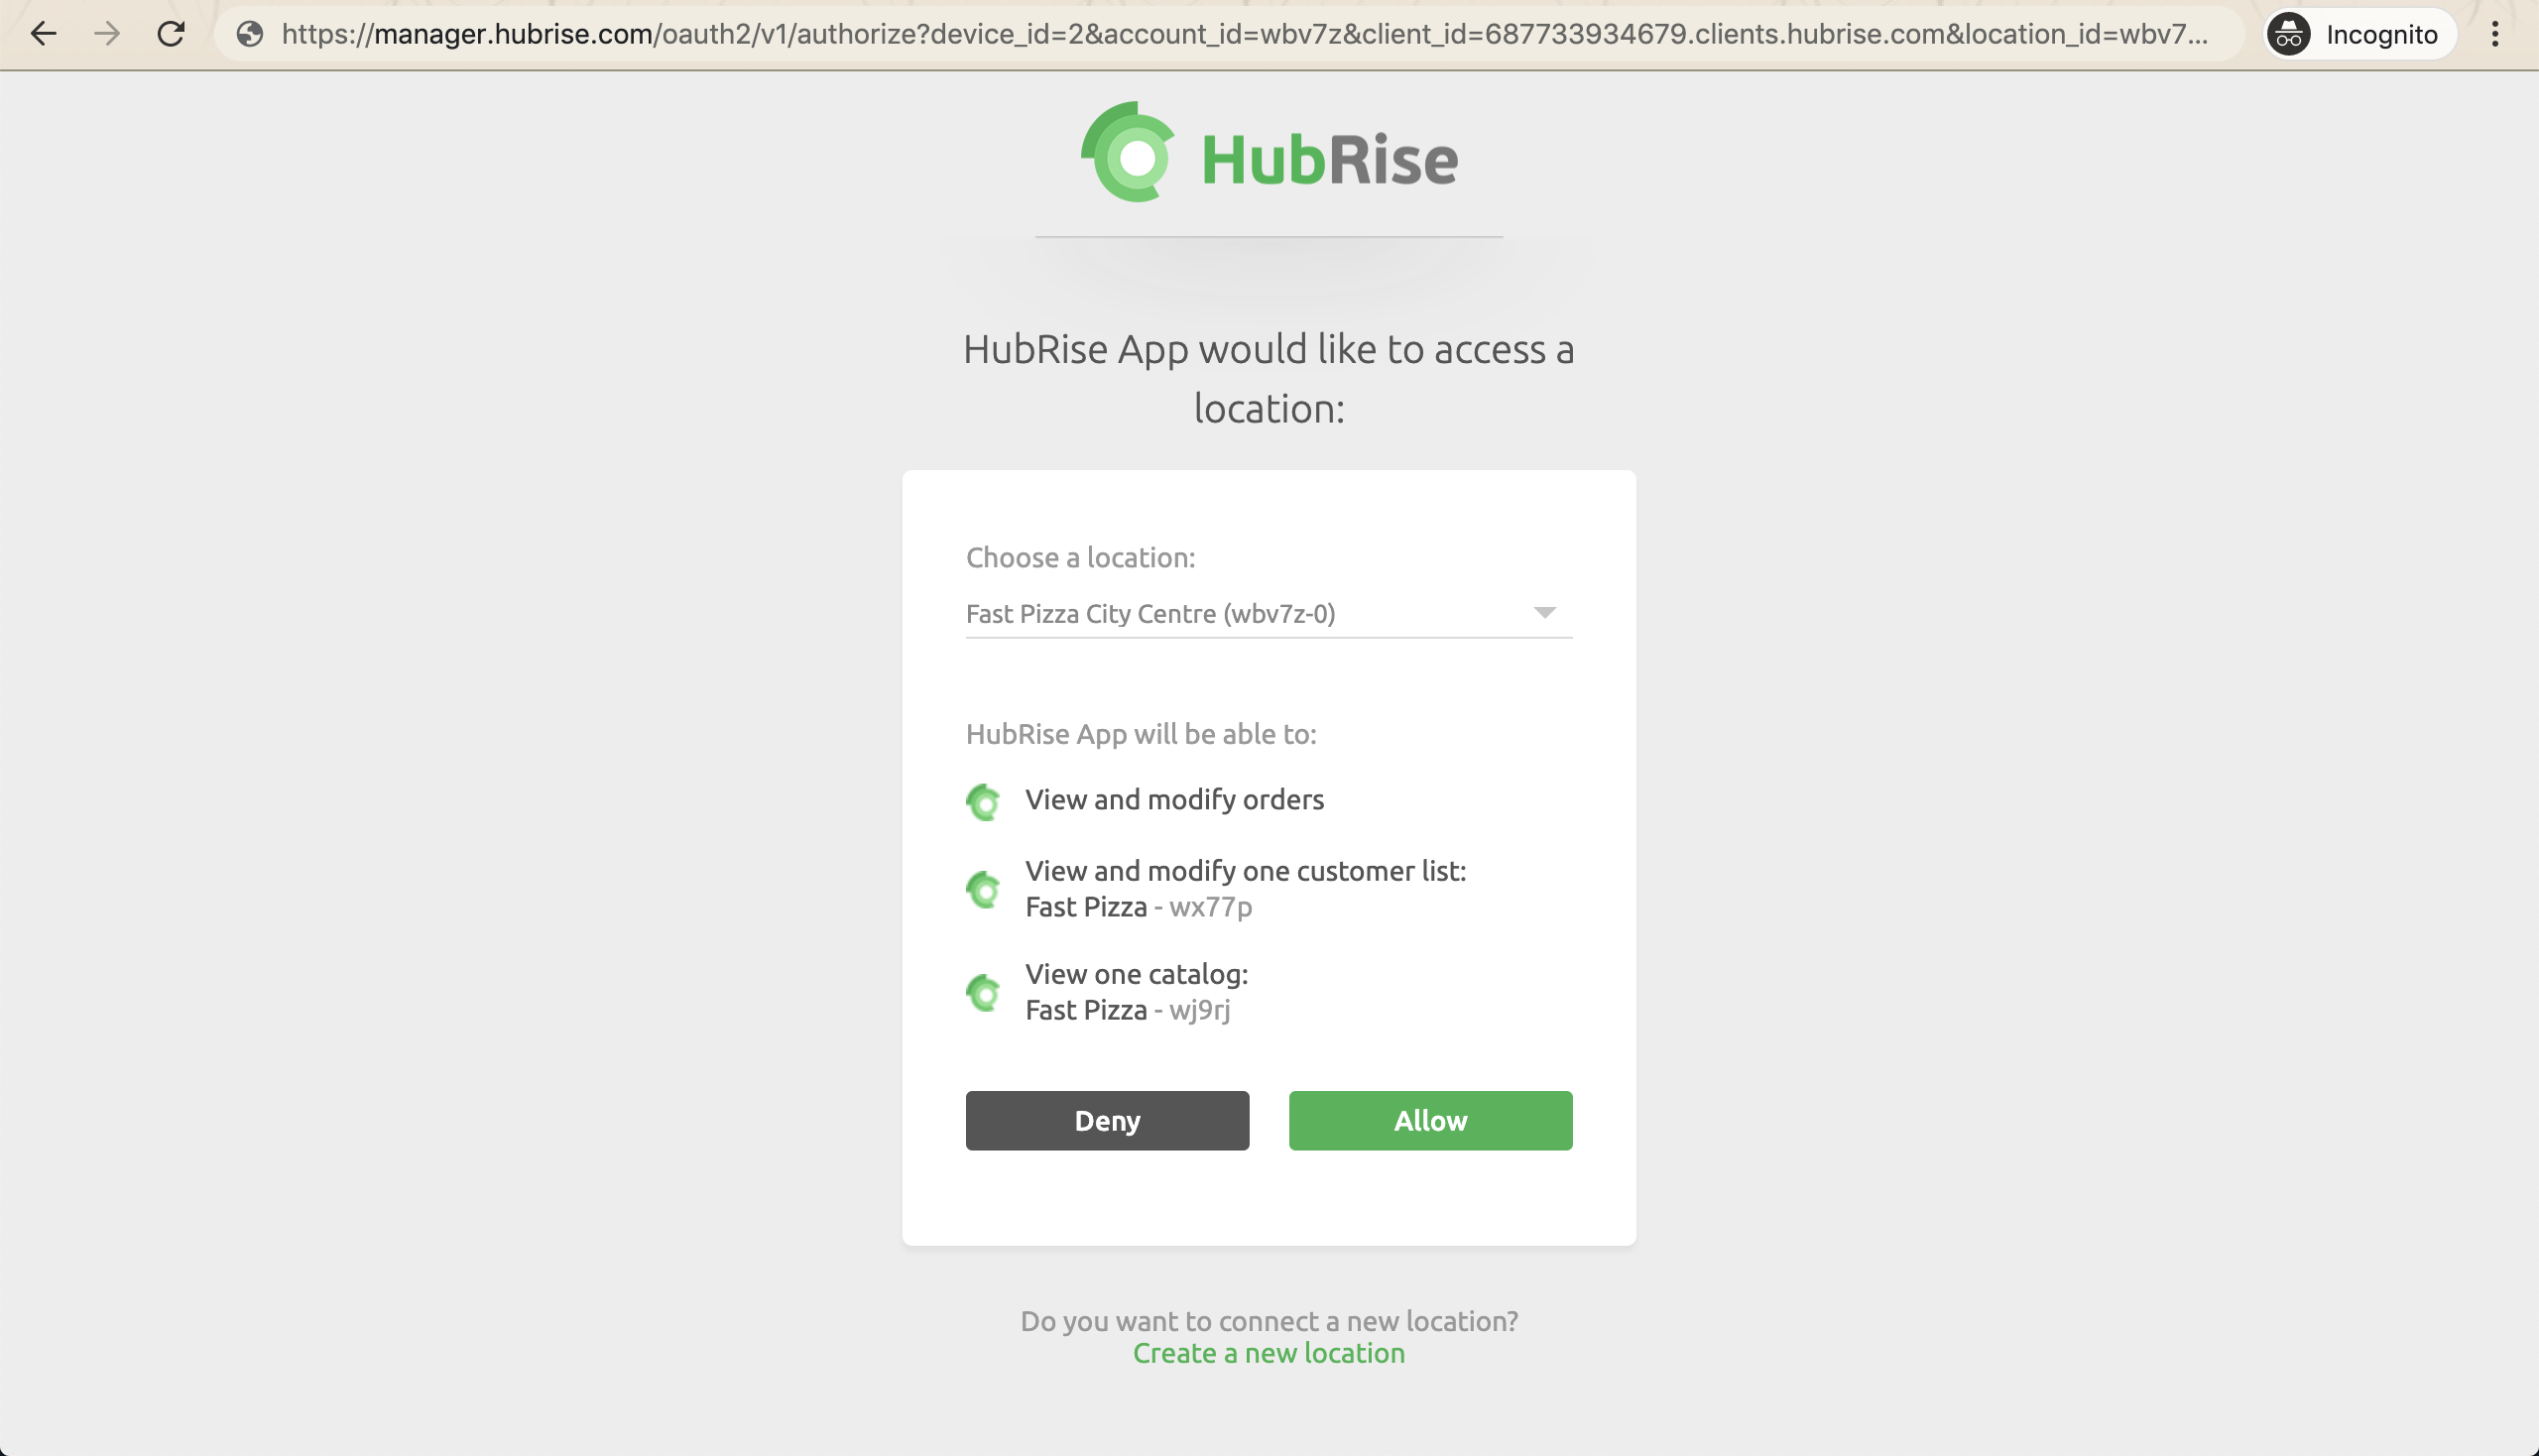 https://manager.hubrise.com/oauth2/v1/authorize?device_id=2&account_id=wbv7z&client_id=687733934679.clients.hubrise.com&location_id=wbv7...
Incognito
HubRise
HubRise App would like to access a
location:
Choose a location:
Fast Pizza City Centre (wbv7z-0)
HubRise App will be able to:
View and modify orders
View and modify one customer list:
Fast Pizza - wx77p
View one catalog:
Fast Pizza - wj9rj
Deny
Allow
Do you want to connect a new location?
Create a new location